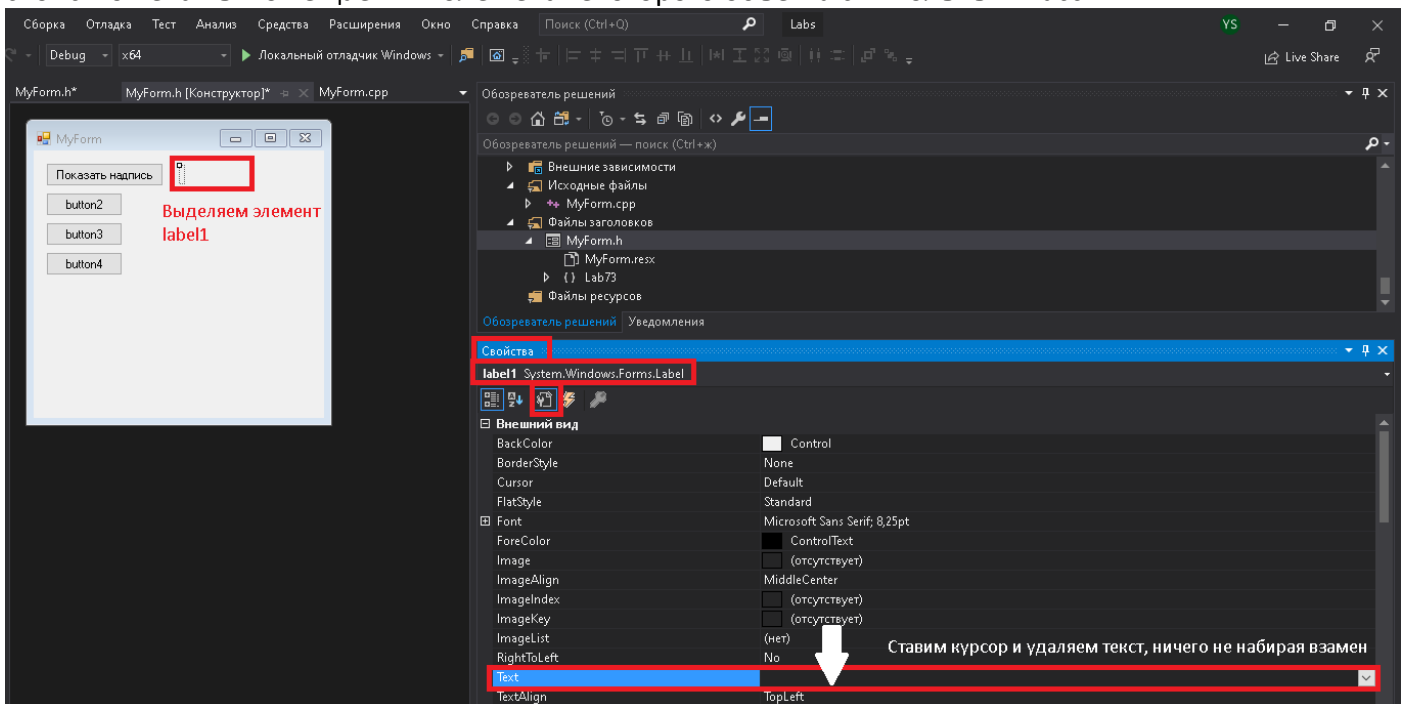 Сборка Отладка Тест Анализ Средства Расширения Окно Справка Поиск (Ctrl+Q) Labs YS
Debug x64 Локальный отладчик Windows Live Share
MyForm.h* MyForm.h [Конструктор]* MyForm.cpp
MyForm
Показать надпись
button2
button3
button4
Выделяем элемент
label1
Обозреватель решений
Обозреватель решений — поиск (Ctrl+ж)
Внешние зависимости
Исходные файлы
++ MyForm.cpp
Файлы заголовков
MyForm.h
MyForm.resx
{ } Lab73
Файлы ресурсов
Обозреватель решений Уведомления
Свойства
label1 System.Windows.Forms.Label
Внешний вид
BackColor Control
BorderStyle None
Cursor Default
FlatStyle Standard
Font Microsoft Sans Serif; 8,25pt
ForeColor ControlText
Image (отсутствует)
ImageAlign MiddleCenter
ImageIndex (отсутствует)
ImageKey (отсутствует)
ImageList (нет)
RightToLeft No
Ставим курсор и удаляем текст, ничего не набирая взамен
Text
TextAlign TopLeft